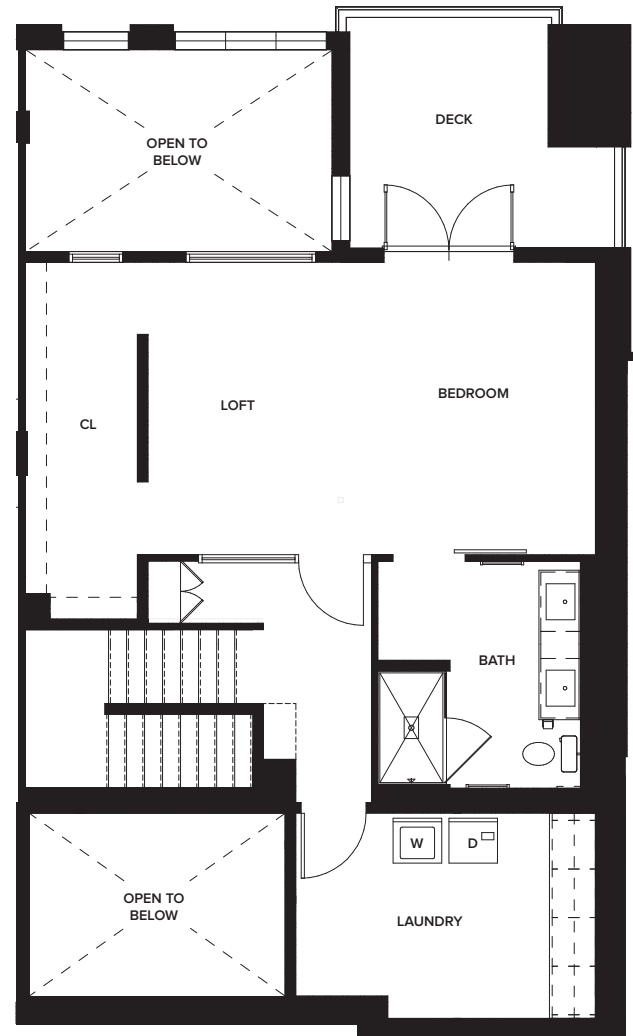 DECK
OPEN TO
BELOW
BEDROOM
LOFT
CL
BATH
W
D
OPEN TO
BELOW
LAUNDRY